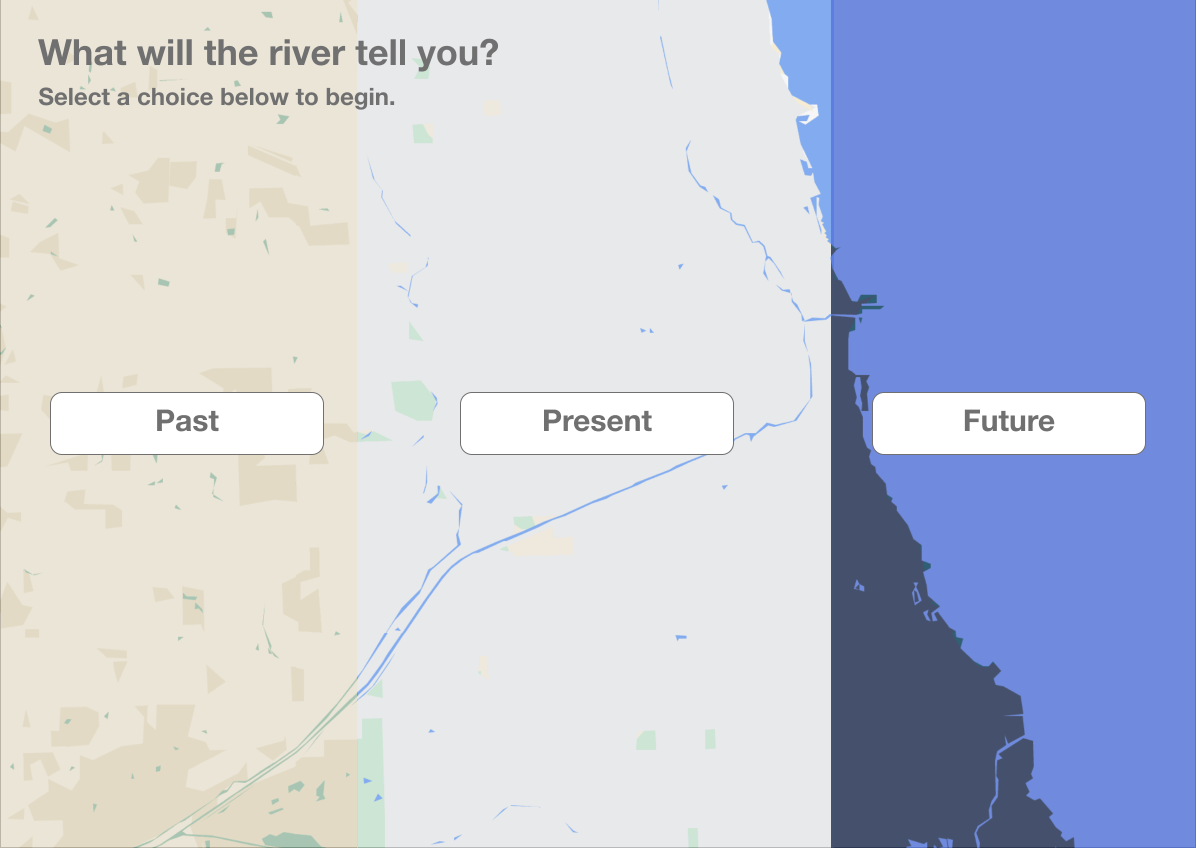 What will the river tell you?
Select a choice below to begin.
Past
Present
Future